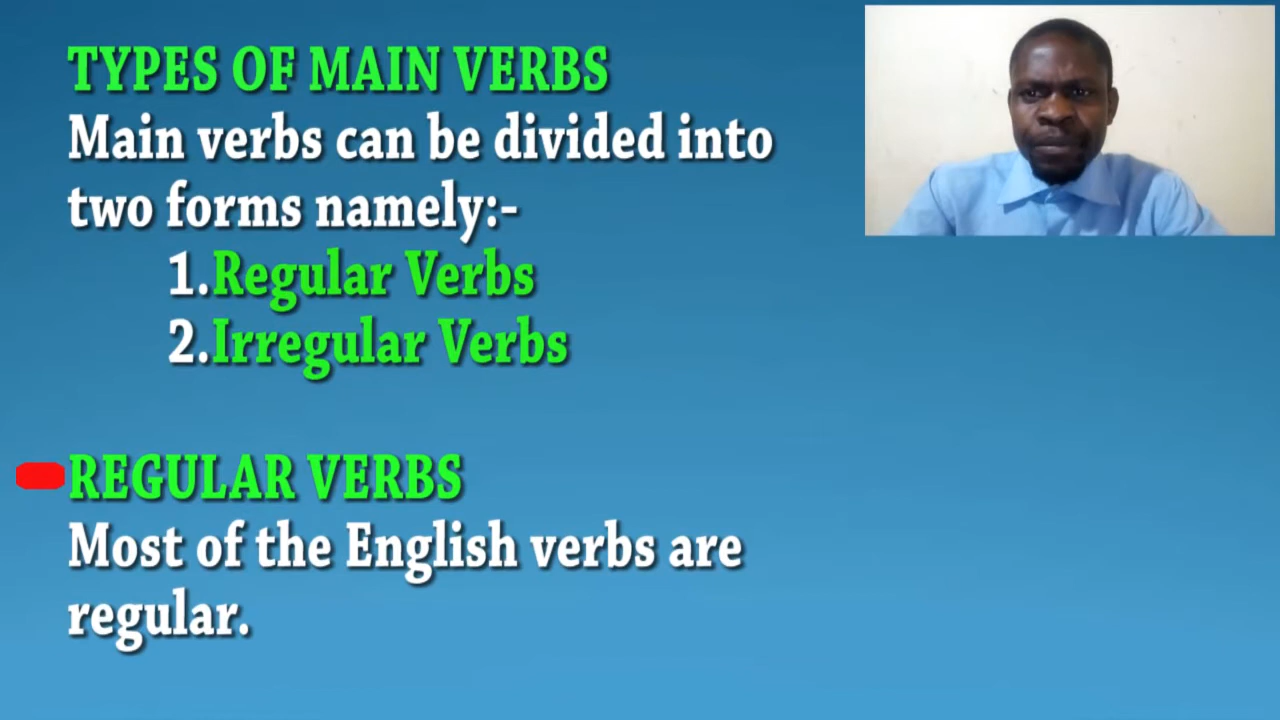 TYPES OF MAIN VERBS
Main verbs can be divided into
two forms namely:-
1.Regular Verbs
2.Irregular Verbs
REGULAR VERBS
Most of the English verbs are
regular.